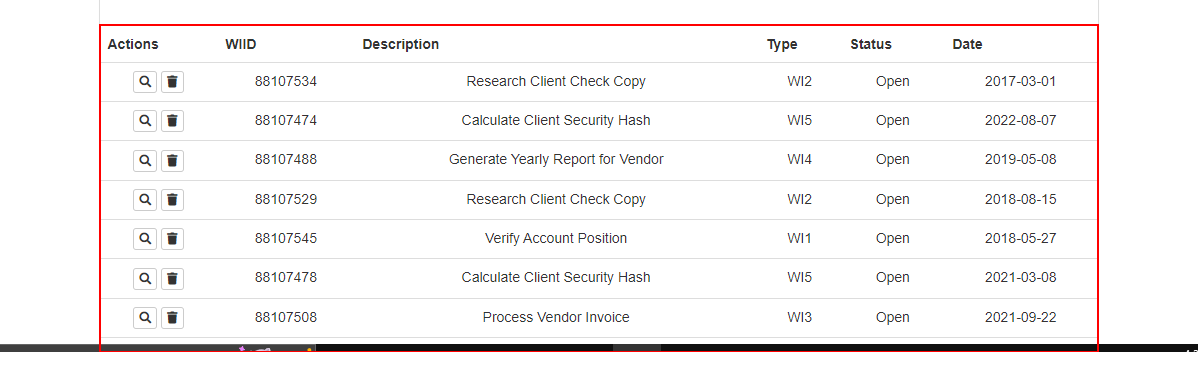 Actions WIID Description Type Status Date
88107534 Research Client Check Copy WI2 Open 2017-03-01
88107474 Calculate Client Security Hash WI5 Open 2022-08-07
88107488 Generate Yearly Report for Vendor WI4 Open 2019-05-08
88107529 Research Client Check Copy WI2 Open 2018-08-15
88107545 Verify Account Position WI1 Open 2018-05-27
88107478 Calculate Client Security Hash WI5 Open 2021-03-08
88107508 Process Vendor Invoice WI3 Open 2021-09-22